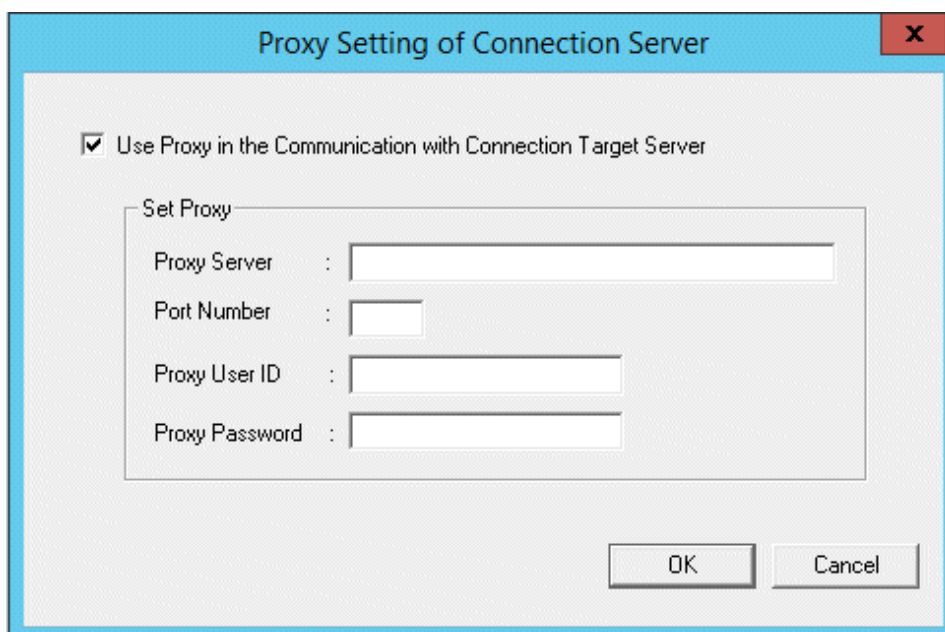 Proxy Setting of Connection Server
x
Use Proxy in the Communication with Connection Target Server
Set Proxy
Proxy Server :
Port Number :
Proxy User ID :
Proxy Password :
OK Cancel